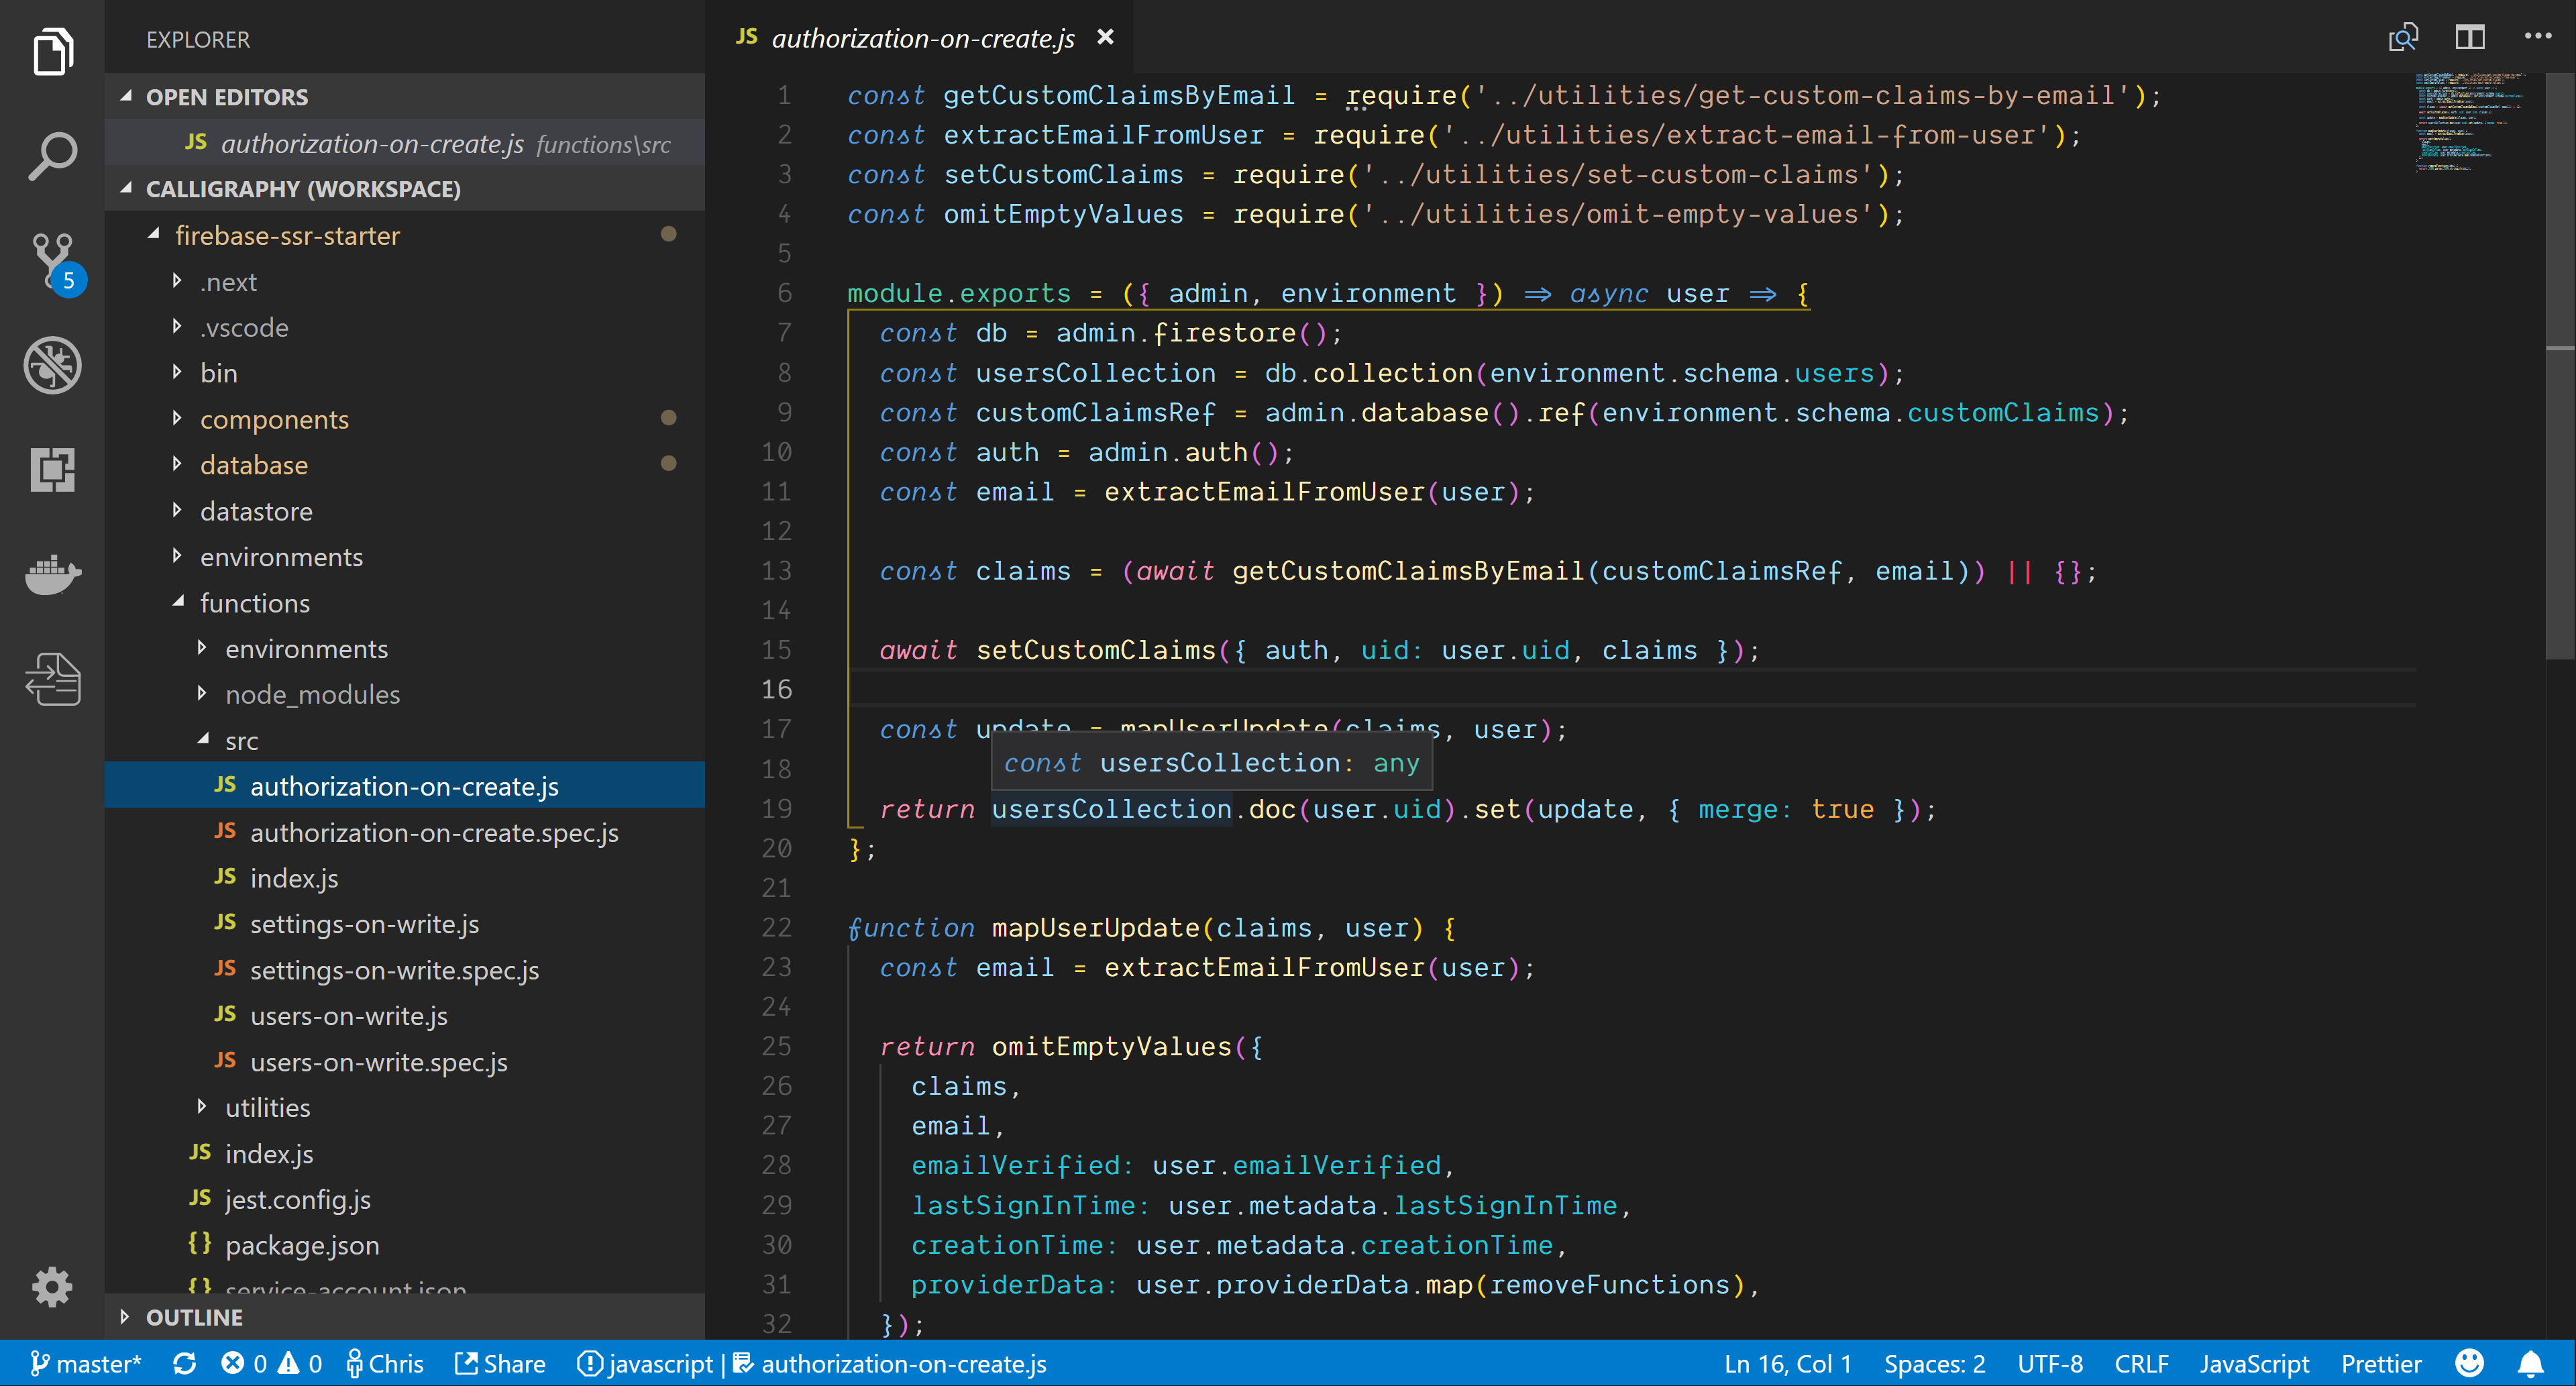 EXPLORER
OPEN EDITORS
JS authorization-on-create.js functions\src
CALLIGRAPHY (WORKSPACE)
firebase-ssr-starter
.next
.vscode
bin
components
database
datastore
environments
functions
environments
node_modules
src
JS authorization-on-create.js
JS authorization-on-create.spec.js
JS index.js
JS settings-on-write.js
JS settings-on-write.spec.js
JS users-on-write.js
JS users-on-write.spec.js
utilities
JS index.js
JS jest.config.js
{} package.json
{} service-account.json
OUTLINE
5
JS authorization-on-create.js ×
1 const getCustomClaimsByEmail = require('../utilities/get-custom-claims-by-email');
2 const extractEmailFromUser = require('../utilities/extract-email-from-user');
3 const setCustomClaims = require('../utilities/set-custom-claims');
4 const omitEmptyValues = require('../utilities/omit-empty-values');
5
6 module.exports = ({ admin, environment }) => async user => {
7 const db = admin.firestore();
8 const usersCollection = db.collection(environment.schema.users);
9 const customClaimsRef = admin.database().ref(environment.schema.customClaims);
10 const auth = admin.auth();
11 const email = extractEmailFromUser(user);
12
13 const claims = (await getCustomClaimsByEmail(customClaimsRef, email)) || {};
14
15 await setCustomClaims({ auth, uid: user.uid, claims });
16
17 const update = mapUserUpdate(claims, user);
const usersCollection: any
18
19 return usersCollection.doc(user.uid).set(update, { merge: true });
20 };
21
22 function mapUserUpdate(claims, user) {
23 const email = extractEmailFromUser(user);
24
25 return omitEmptyValues({
26 claims,
27 email,
28 emailVerified: user.emailVerified,
29 lastSignInTime: user.metadata.lastSignInTime,
30 creationTime: user.metadata.creationTime,
31 providerData: user.providerData.map(removeFunctions),
32 });
master* 0 0 Chris Share javascript | authorization-on-create.js Ln 16, Col 1 Spaces: 2 UTF-8 CRLF JavaScript Prettier